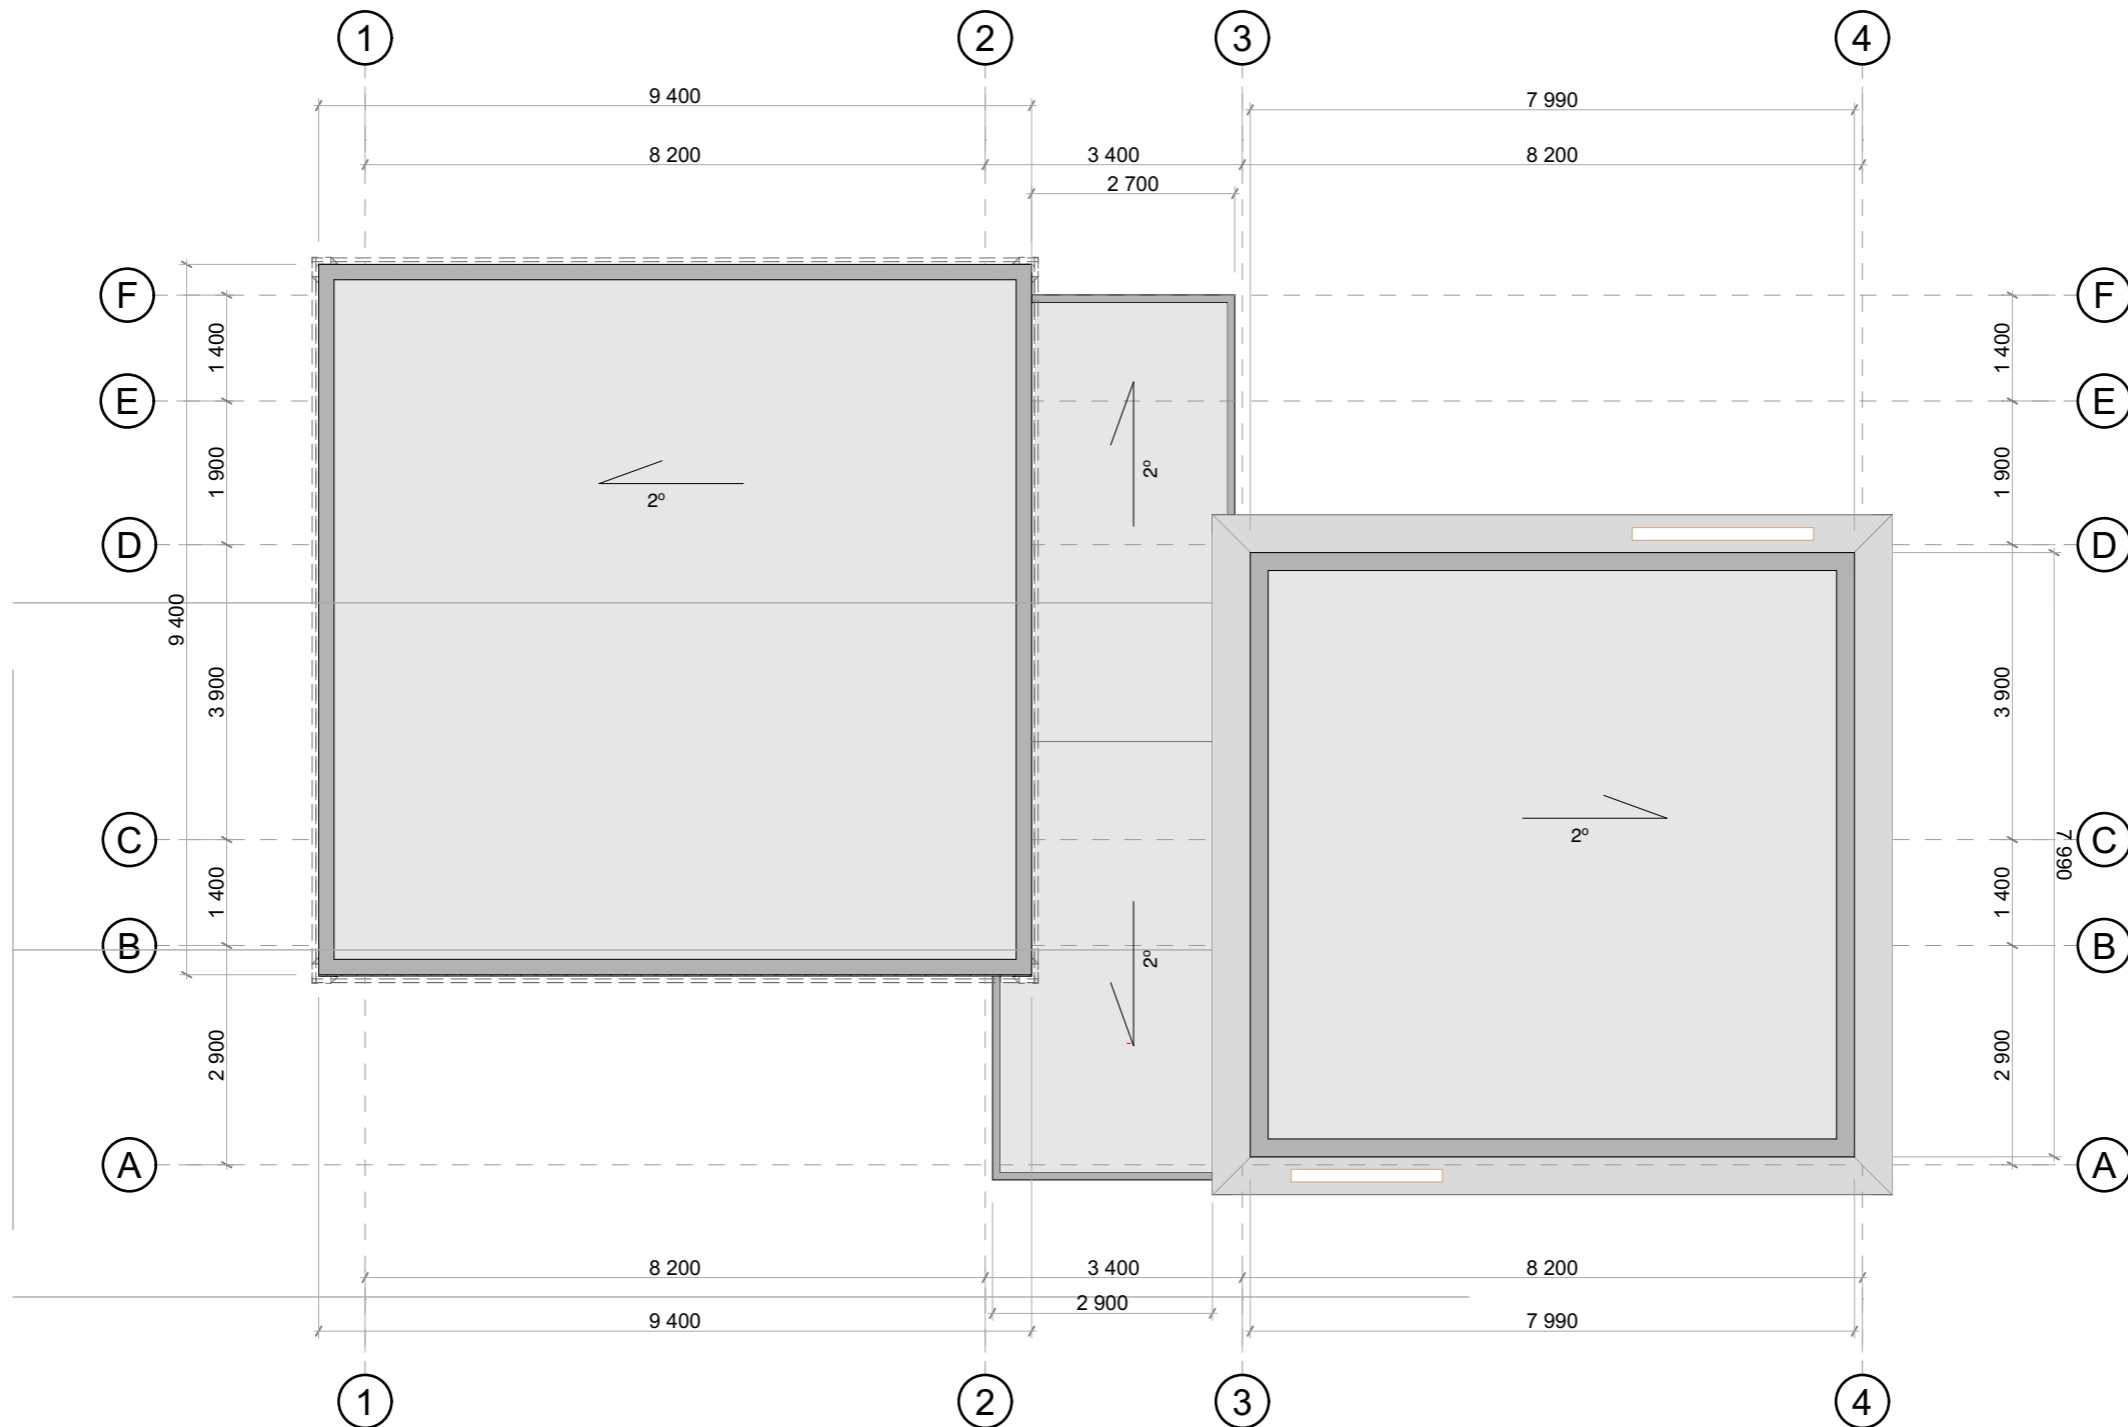 1 2 3 4
9 400 7 990
8 200 3 400 8 200
2 700
F F
1 400 1 400
E E
1 900 1 900
2º 2º
D D
9 400
3 900 3 900
2º
C 7 990 C
1 400 1 400
B 2º B
2 900 2 900
A A
8 200 3 400 8 200
2 900
9 400 7 990
1 2 3 4